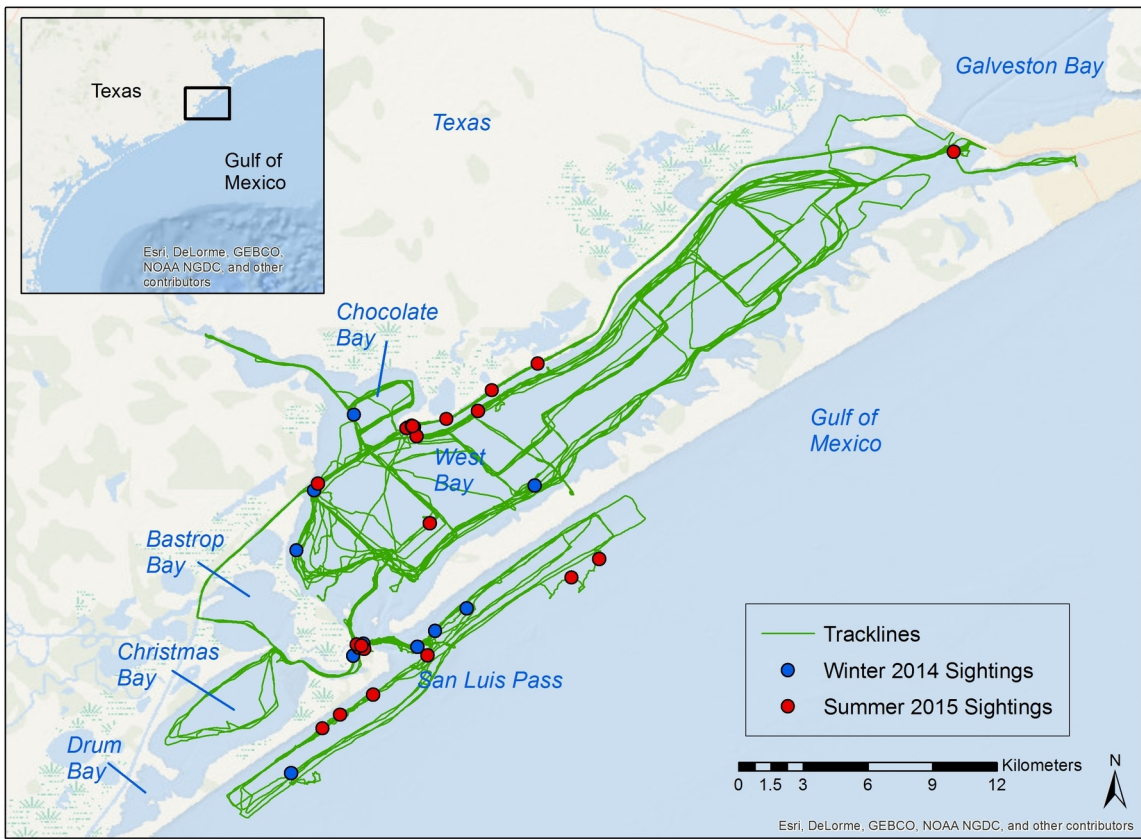 Texas
Gulf of
Mexico
Esri, DeLorme, GEBCO,
NOAA NGDC, and other
contributors
Galveston Bay
Texas
Chocolate
Bay
Gulf of
Mexico
West
Bay
Bastrop
Bay
Christmas
Bay
San Luis Pass
Drum
Bay
Tracklines
Winter 2014 Sightings
Summer 2015 Sightings
Kilometers
0 1.5 3 6 9 12
N
Esri, DeLorme, GEBCO, NOAA NGDC, and other contributors